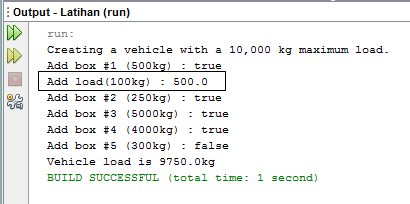 Output - Latihan (run)
run:
Creating a vehicle with a 10,000 kg maximum load.
Add box #1 (500kg) : true
Add load(100kg) : 500.0
Add box #2 (250kg) : true
Add box #3 (5000kg) : true
Add box #4 (4000kg) : true
Add box #5 (300kg) : false
Vehicle load is 9750.0kg
BUILD SUCCESSFUL (total time: 1 second)